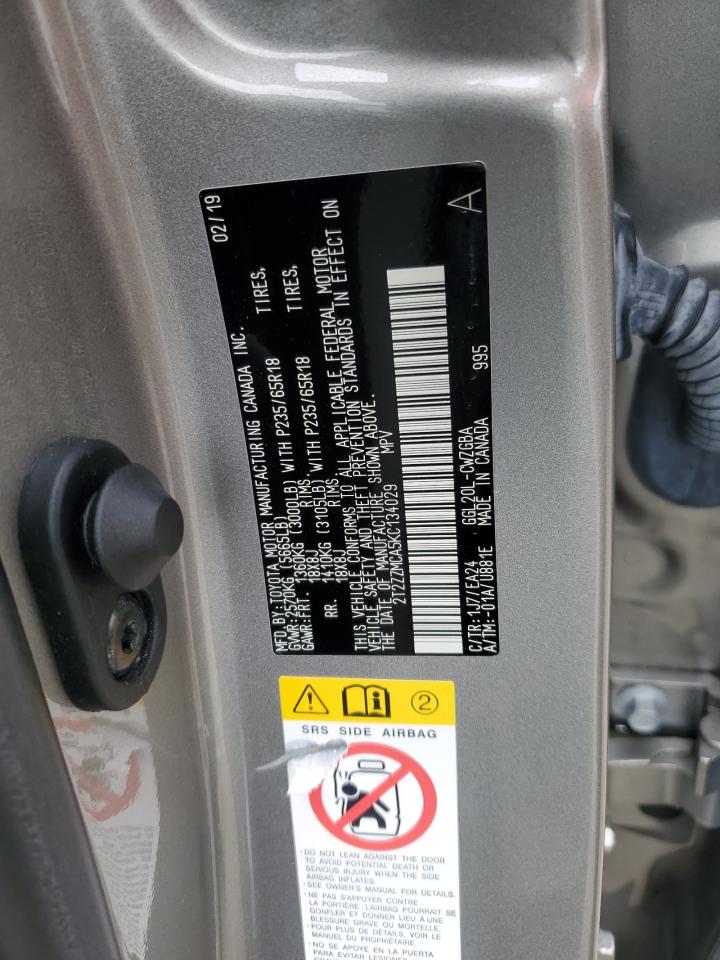 MFD.BY:TOYOTA MOTOR MANUFACTURING CANADA INC. 02/19
GVWR:2570KG(5665LB)
GAWR:FRT. 1360KG (3000LB) WITH P235/65R18 TIRES,
18X8J RIMS
RR. 1410KG (3105LB) WITH P235/65R18 TIRES,
18X8J RIMS
THIS VEHICLE CONFORMS TO ALL APPLICABLE FEDERAL MOTOR
VEHICLE SAFETY AND THEFT PREVENTION STANDARDS IN EFFECT ON
THE DATE OF MANUFACTURE SHOWN ABOVE.
2T2ZZMCA5KC134029 MPV
A
C/TR:1J7/EA24 GGL20L-CWZGBA
A/TM:-01A/U881E MADE IN CANADA 995
2
SRS SIDE AIRBAG
•DO NOT LEAN AGAINST THE DOOR
TO AVOID POTENTIAL DEATH OR
SERIOUS INJURY WHEN THE SIDE
AIRBAG INFLATES.
•SEE OWNER'S MANUAL FOR DETAILS.
•NE PAS S'APPUYER CONTRE
LA PORTIÈRE ; L'AIRBAG POURRAIT SE
GONFLER ET DONNER LIEU À UNE
BLESSURE GRAVE OU MORTELLE.
•POUR PLUS DE DÉTAILS, VOIR LE
MANUEL DU PROPRIÉTAIRE.
•NO SE APOYE EN LA PUERTA
PARA EVITAR LESIONES